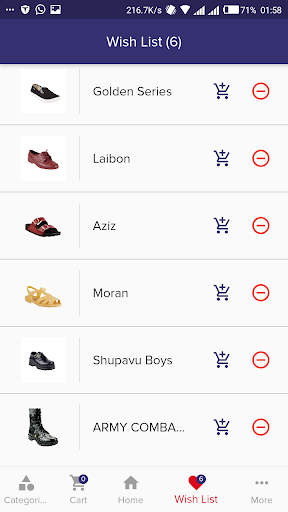 216.7K/s 71% 01:58
Wish List (6)
Golden Series
Laibon
Aziz
Moran
Shupavu Boys
ARMY COMBA...
0
6
Categori... Cart Home Wish List More